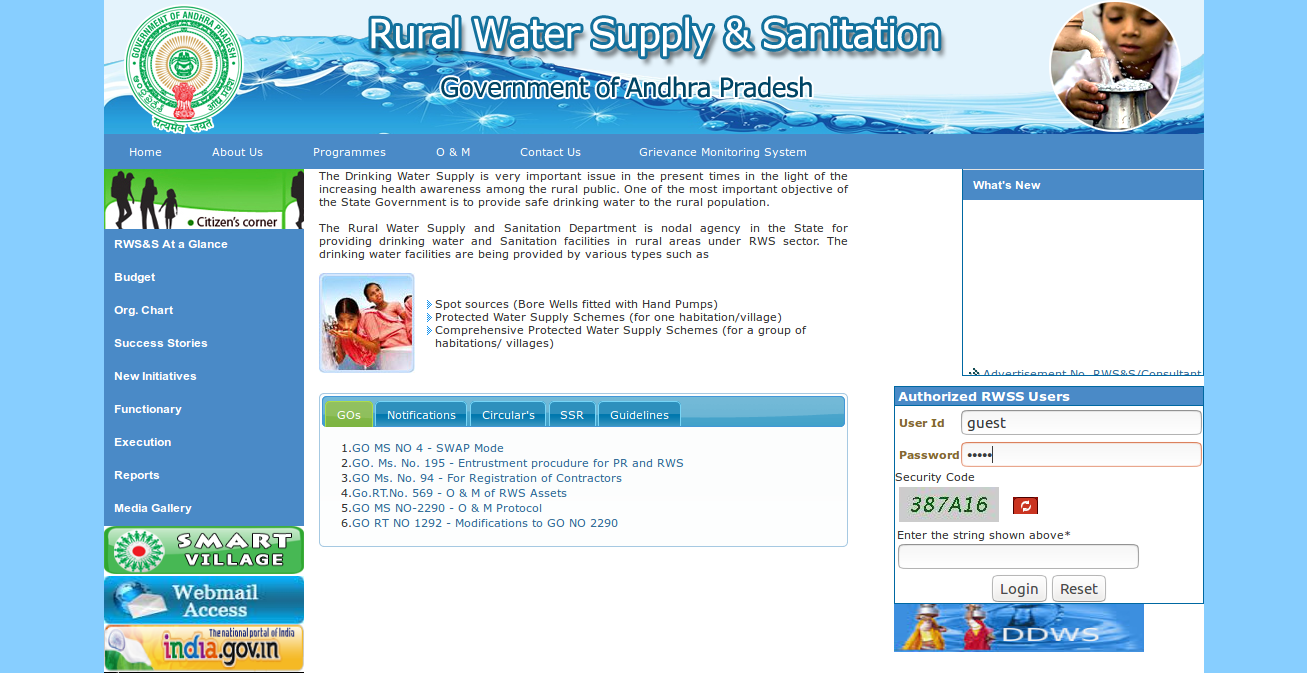 Rural Water Supply & Sanitation
GOVERNMENT OF ANDHRA PRADESH
सत्यमेव जयते
Government of Andhra Pradesh
Home About Us Programmes O & M Contact Us Grievance Monitoring System
• Citizen's corner
RWS&S At a Glance
Budget
Org. Chart
Success Stories
New Initiatives
Functionary
Execution
Reports
Media Gallery
SMART
VILLAGE
Webmail
Access
The national portal of India
india.gov.in
The Drinking Water Supply is very important issue in the present times in the light of the
increasing health awareness among the rural public. One of the most important objective of
the State Government is to provide safe drinking water to the rural population.
The Rural Water Supply and Sanitation Department is nodal agency in the State for
providing drinking water and Sanitation facilities in rural areas under RWS sector. The
drinking water facilities are being provided by various types such as
Spot sources (Bore Wells fitted with Hand Pumps)
Protected Water Supply Schemes (for one habitation/village)
Comprehensive Protected Water Supply Schemes (for a group of
habitations/ villages)
GOs Notifications Circular's SSR Guidelines
1.GO MS NO 4 - SWAP Mode
2.GO. Ms. No. 195 - Entrustment procudure for PR and RWS
3.GO Ms. No. 94 - For Registration of Contractors
4.Go.RT.No. 569 - O & M of RWS Assets
5.GO MS NO-2290 - O & M Protocol
6.GO RT NO 1292 - Modifications to GO NO 2290
What's New
Advertisement No. RWS&S/Consultant
Authorized RWSS Users
User Id guest
Password •••••
Security Code
387A16
Enter the string shown above*
Login Reset
DDWS